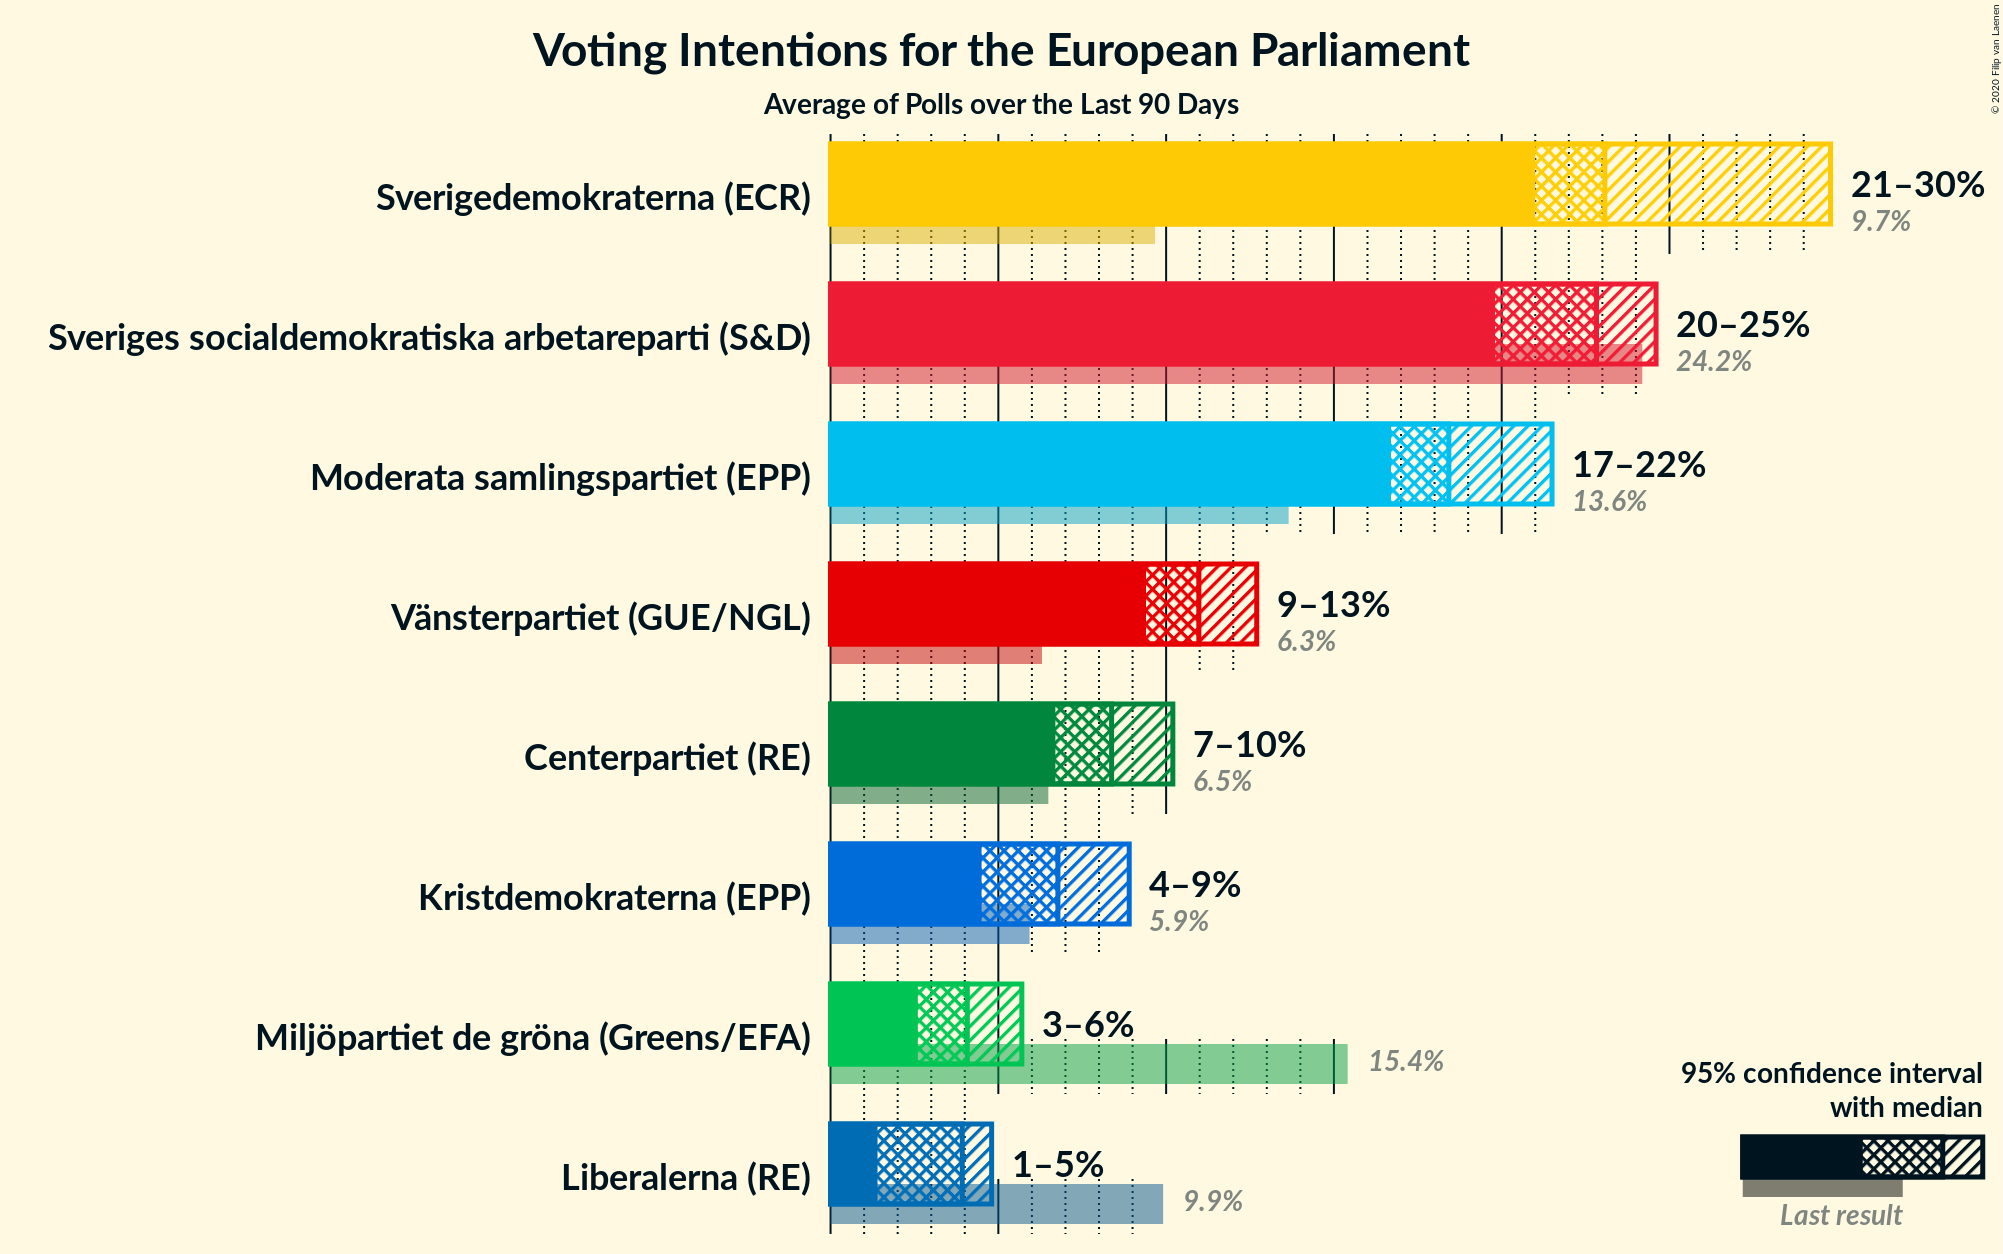 Voting Intentions for the European Parliament
Average of Polls over the Last 90 Days
© 2020 Filip van Laenen
Sverigedemokraterna (ECR)
21–30%
9.7%
Sveriges socialdemokratiska arbetareparti (S&D)
20–25%
24.2%
Moderata samlingspartiet (EPP)
17–22%
13.6%
Vänsterpartiet (GUE/NGL)
9–13%
6.3%
Centerpartiet (RE)
7–10%
6.5%
Kristdemokraterna (EPP)
4–9%
5.9%
Miljöpartiet de gröna (Greens/EFA)
3–6%
15.4%
Liberalerna (RE)
1–5%
9.9%
95% confidence interval
with median
Last result